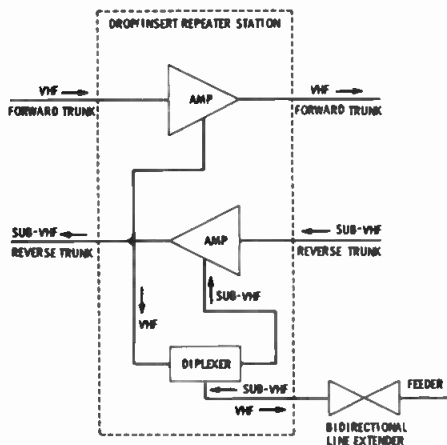 DROP/INSERT REPEATER STATION
VHF
FORWARD TRUNK
AMP
VHF
FORWARD TRUNK
SUB-VHF
REVERSE TRUNK
AMP
SUB-VHF
REVERSE TRUNK
SUB-VHF
VHF
DIPLEXER
SUB-VHF
VHF
FEEDER
BIDIRECTIONAL
LINE EXTENDER